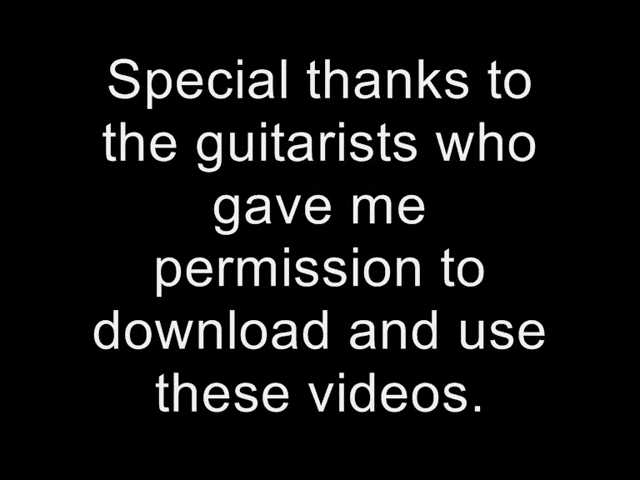 Special thanks to
the guitarists who
gave me
permission to
download and use
these videos.